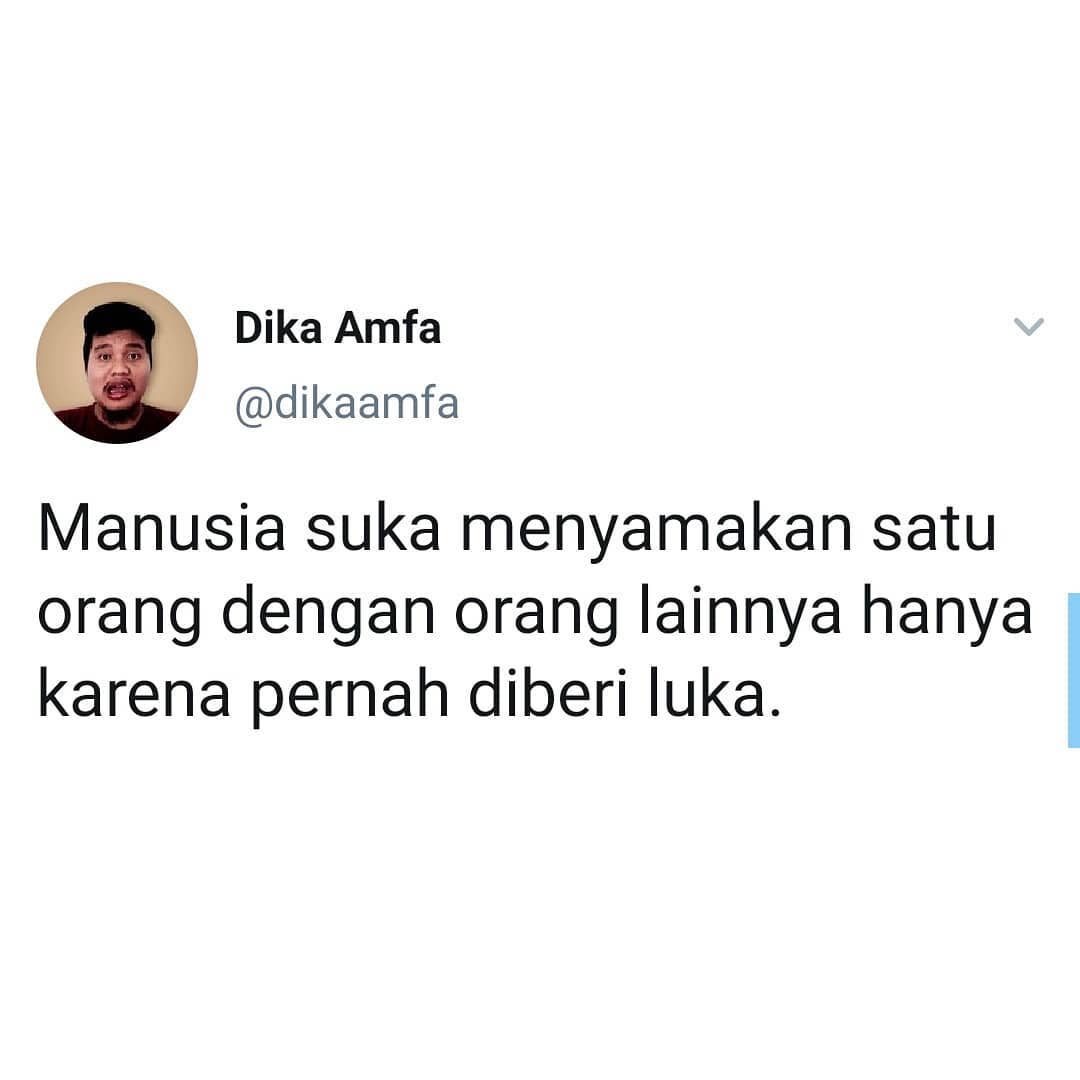 Dika Amfa
@dikaamfa
Manusia suka menyamakan satu
orang dengan orang lainnya hanya
karena pernah diberi luka.